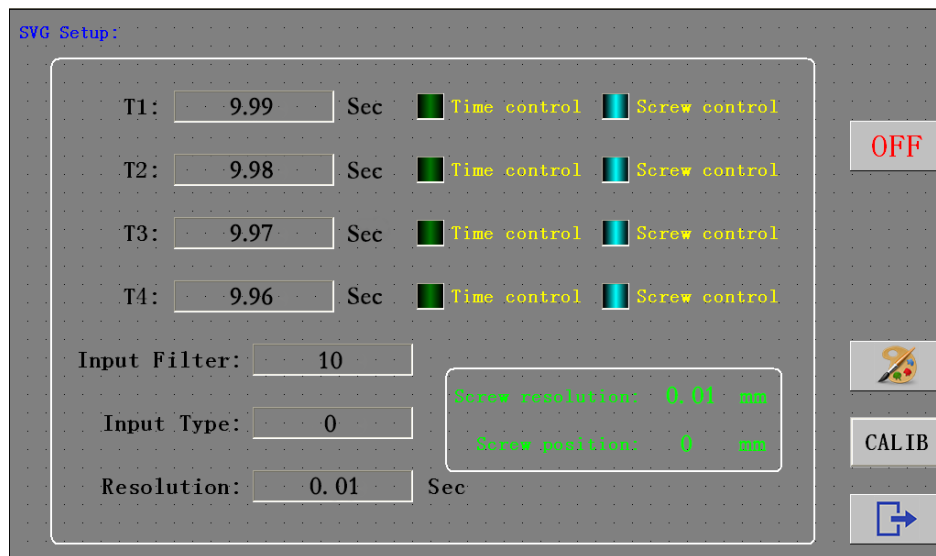 SVG Setup:
T1: 9.99 Sec Time control Screw control
OFF
T2: 9.98 Sec Time control Screw control
T3: 9.97 Sec Time control Screw control
T4: 9.96 Sec Time control Screw control
Input Filter: 10
Screw resolution: 0.01 mm
Input Type: 0
Screw position: 0 mm
CALIB
Resolution: 0.01 Sec